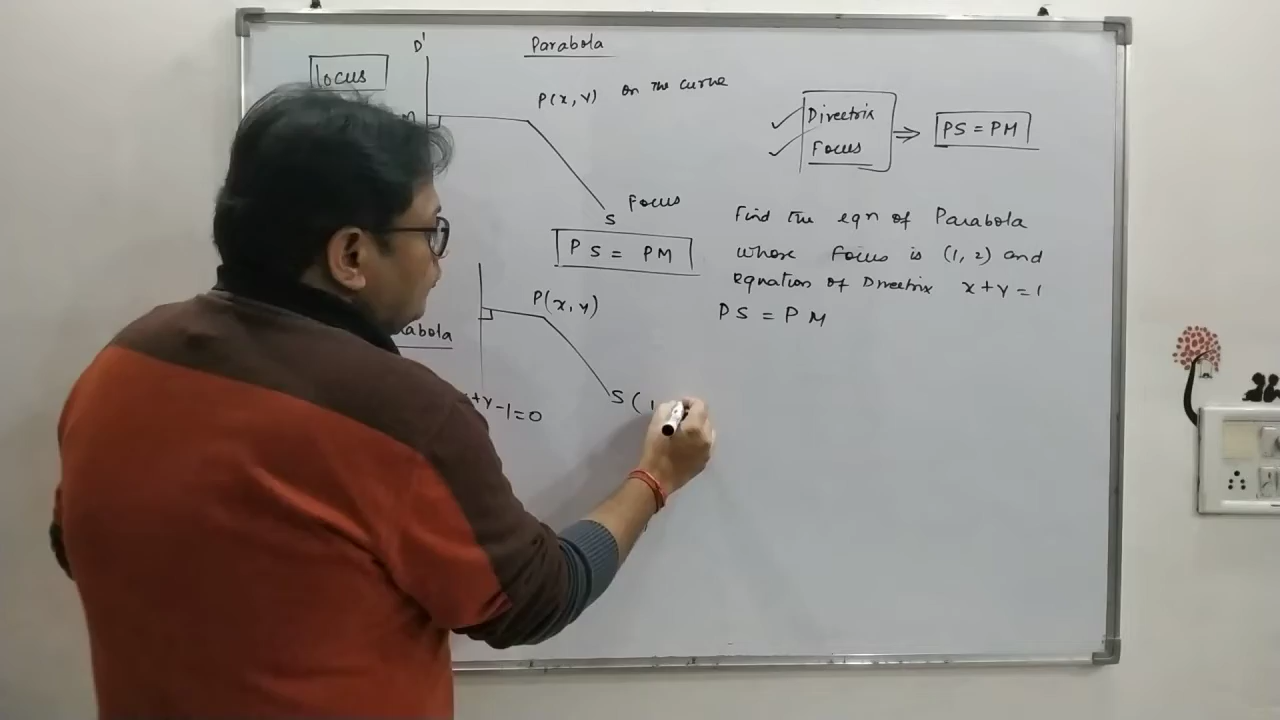 D'
Parabola
locus
P(x, y) on the curve
M
Directrix
Focus
⇒ PS = PM
Focus
S
PS = PM
Find the eqn of Parabola
whose Focus is (1, 2) and
equation of Directrix x+y=1
PS = PM
P(x, y)
+y-1=0
S(1